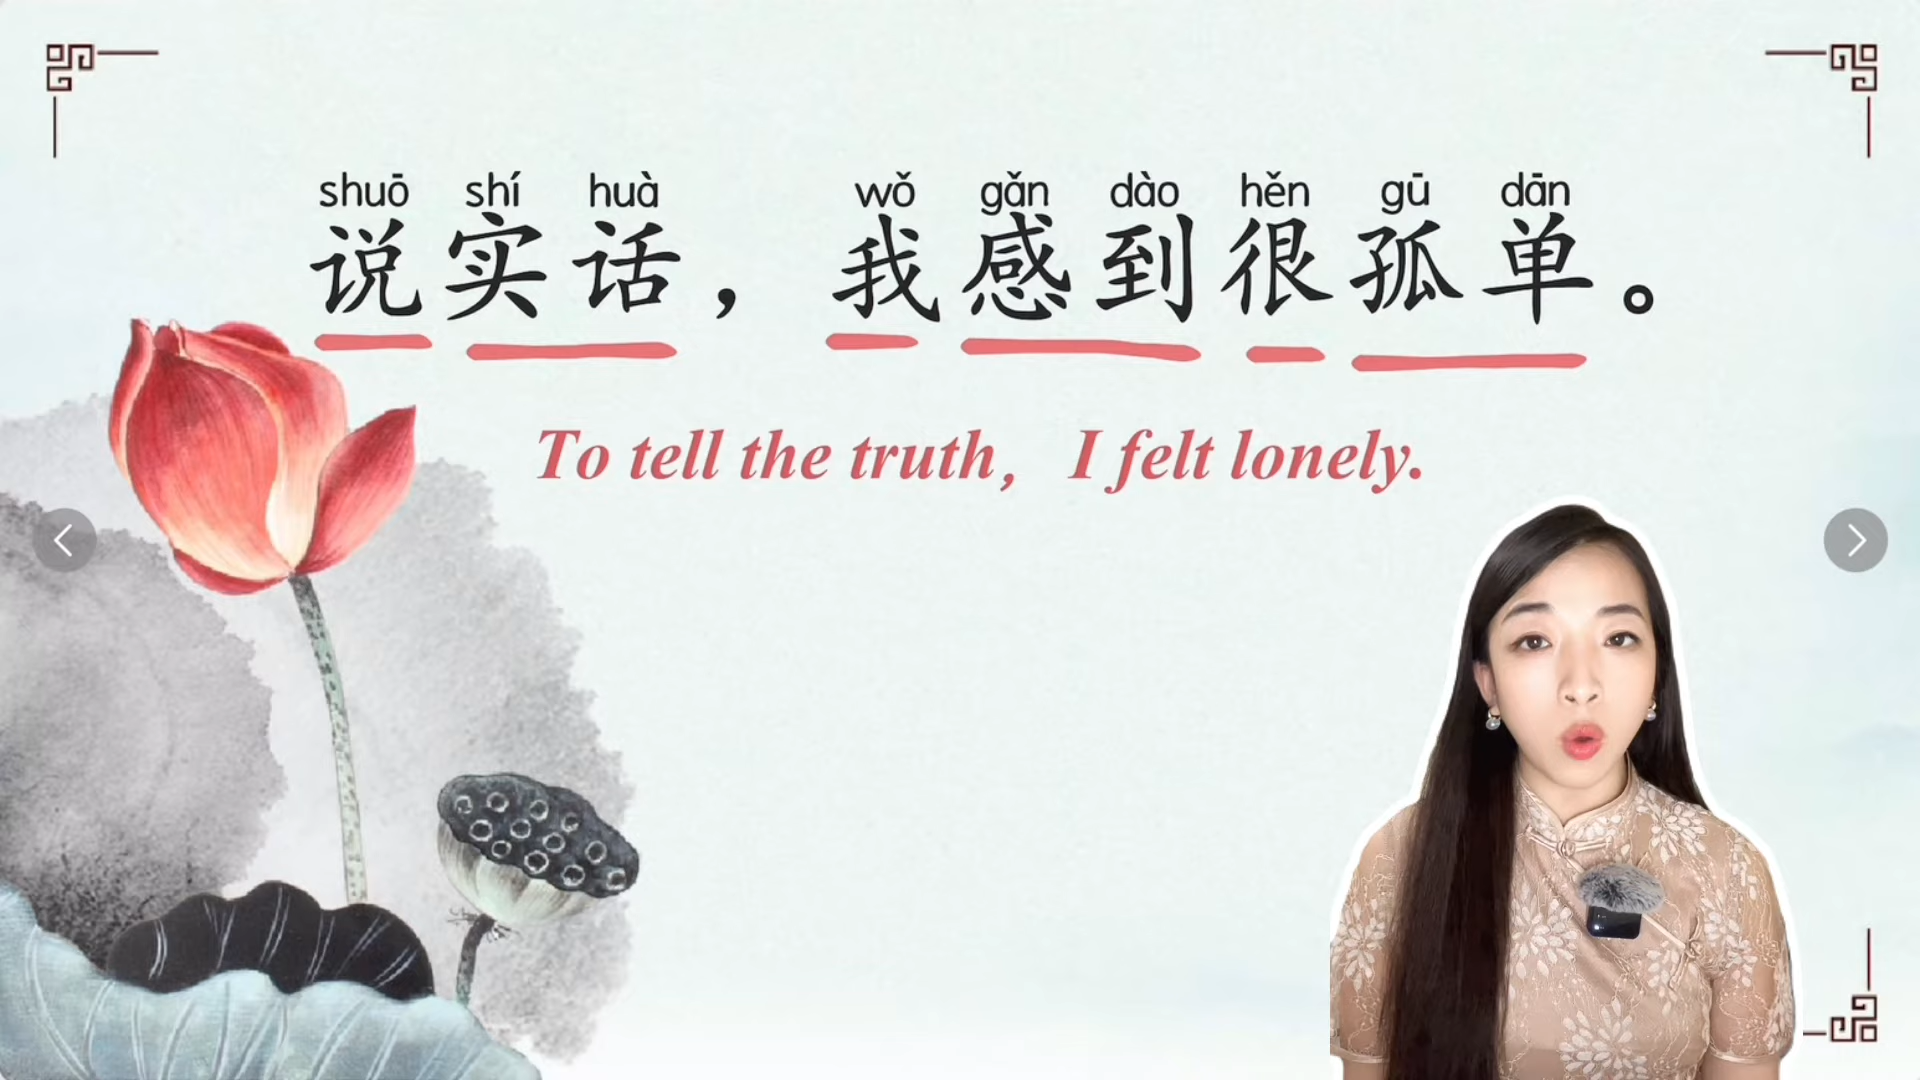 shuō shí huà wǒ gǎn dào hěn gū dān
说实话，我感到很孤单。
To tell the truth, I felt lonely.